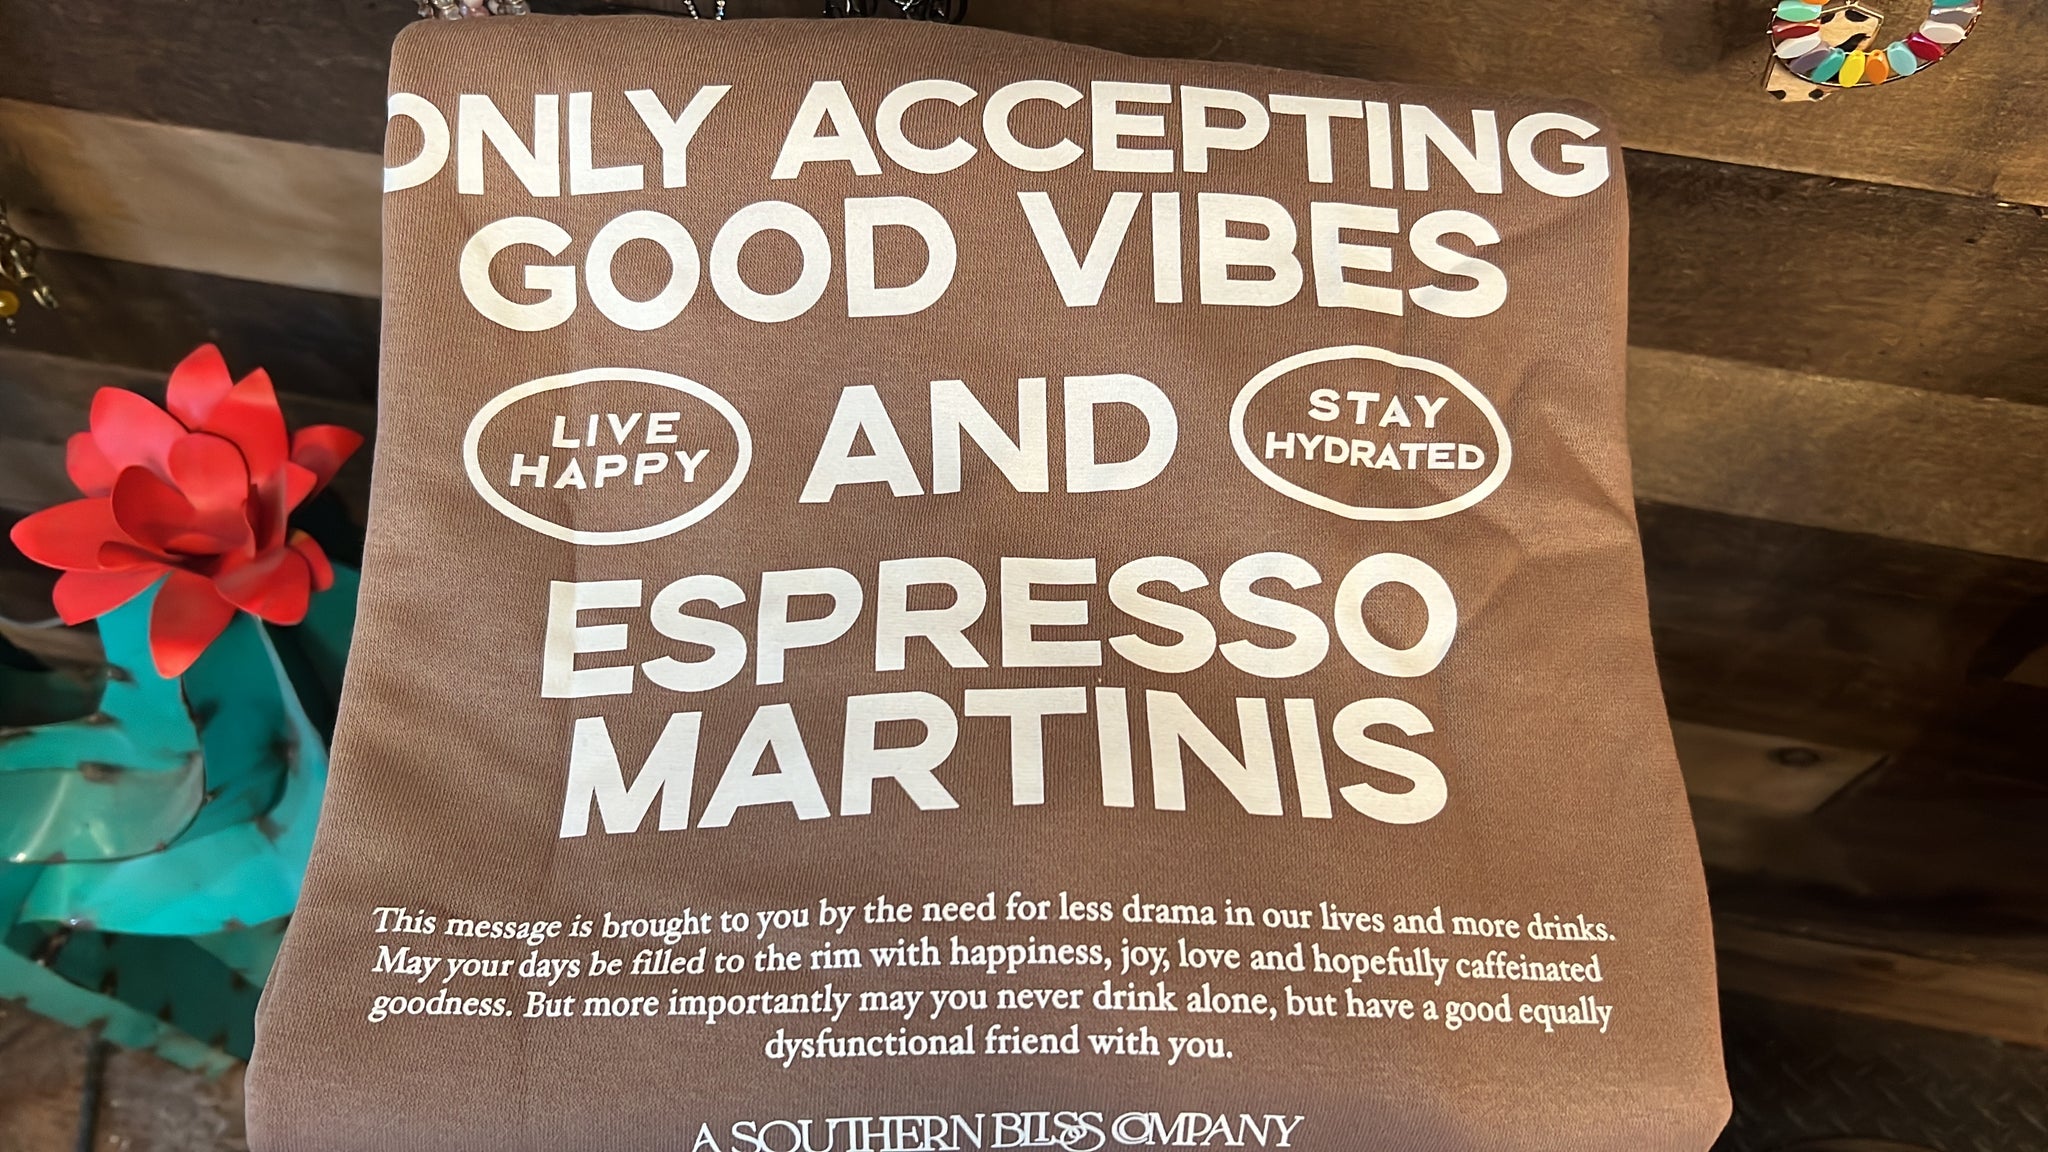 ONLY ACCEPTING
GOOD VIBES
LIVE
HAPPY
AND
STAY
HYDRATED
ESPRESSO
MARTINIS
This message is brought to you by the need for less drama in our lives and more drinks.
May your days be filled to the rim with happiness, joy, love and hopefully caffeinated
goodness. But more importantly may you never drink alone, but have a good equally
dysfunctional friend with you.
A SOUTHERN BLISS COMPANY